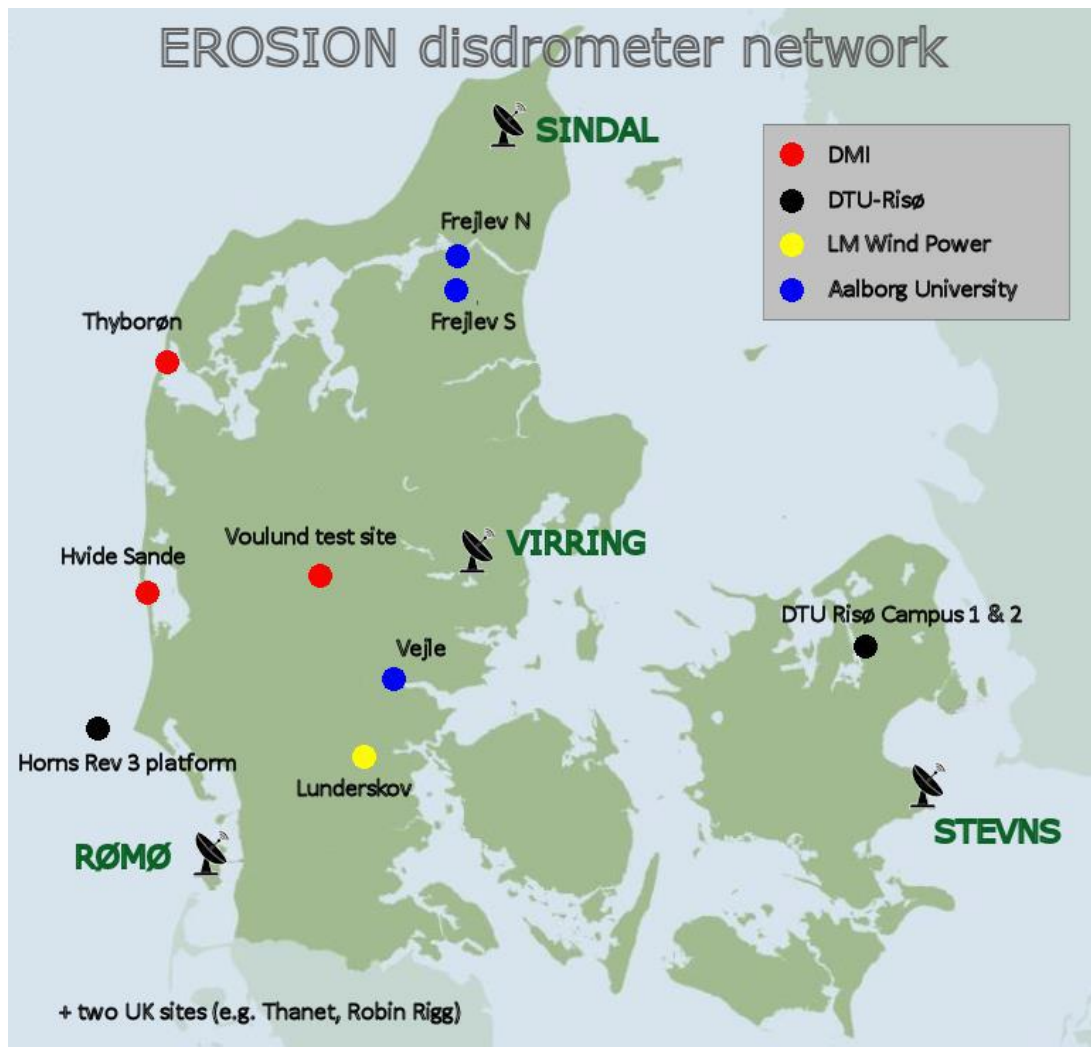 EROSION disdrometer network
SINDAL
DMI
DTU-Risø
LM Wind Power
Aalborg University
Frejlev N
Frejlev S
Thyborøn
Voulund test site
VIRRING
Hvide Sande
DTU Risø Campus 1 & 2
Vejle
Horns Rev 3 platform
Lunderskov
STEVNS
RØMØ
+ two UK sites (e.g. Thanet, Robin Rigg)